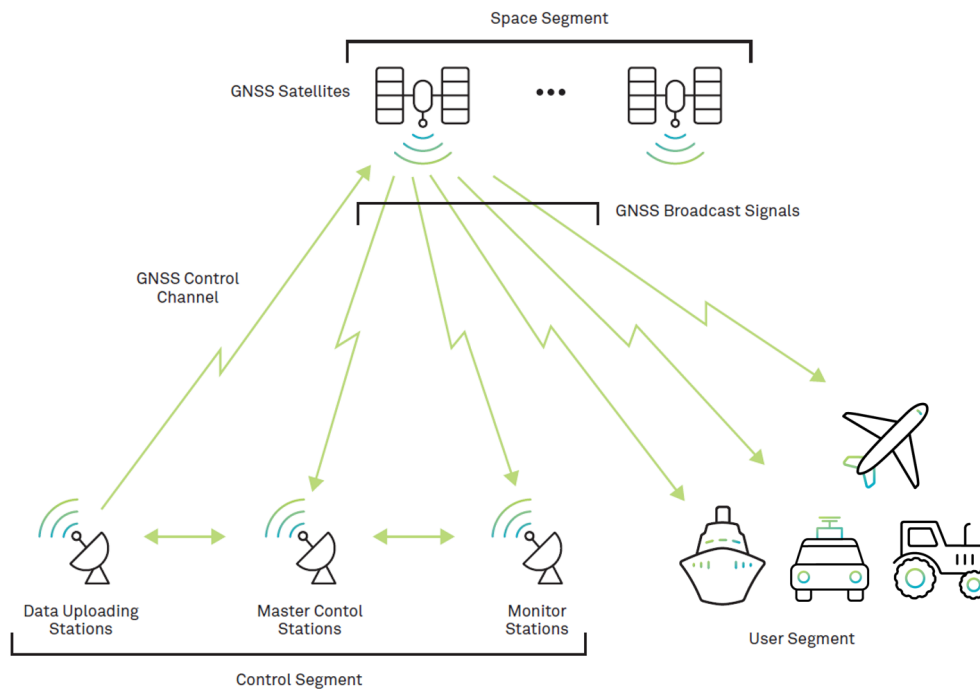 Space Segment
GNSS Satellites
GNSS Broadcast Signals
GNSS Control
Channel
Data Uploading
Stations
Master Contol
Stations
Monitor
Stations
User Segment
Control Segment